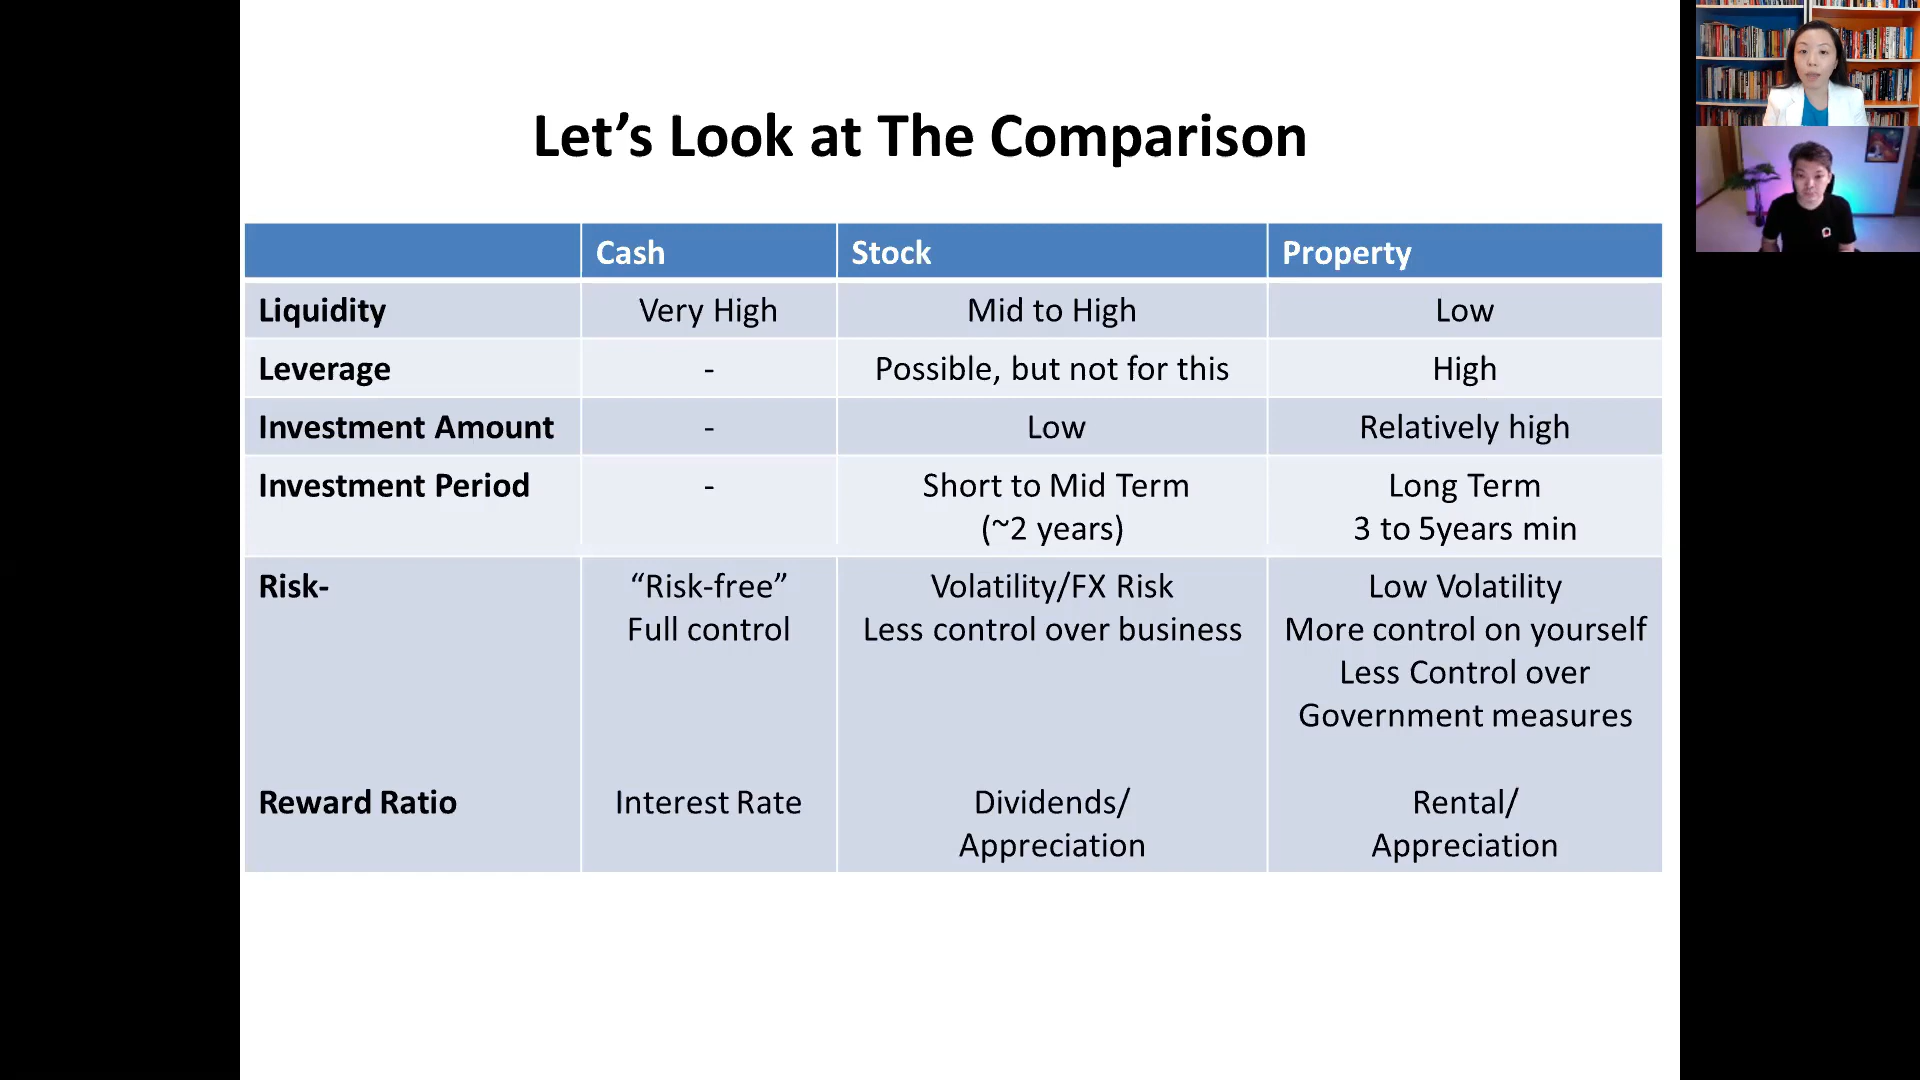 Let’s Look at The Comparison
Cash Stock Property
Liquidity Very High Mid to High Low
Leverage - Possible, but not for this High
Investment Amount - Low Relatively high
Investment Period - Short to Mid Term Long Term
(~2 years) 3 to 5years min
Risk- “Risk-free” Volatility/FX Risk Low Volatility
Full control Less control over business More control on yourself
Less Control over
Government measures
Reward Ratio Interest Rate Dividends/ Rental/
Appreciation Appreciation